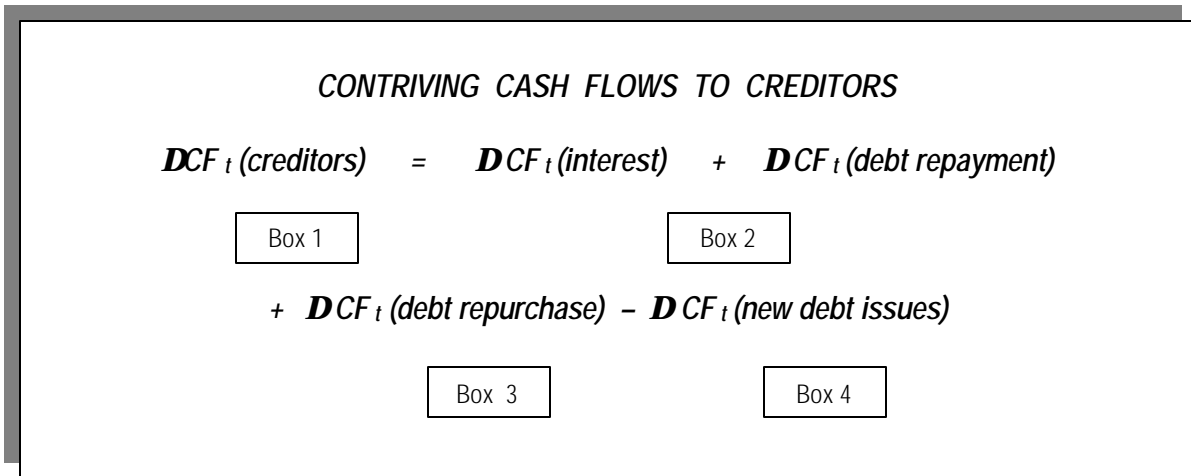 CONTRIVING CASH FLOWS TO CREDITORS
DCF t (creditors) = D CF t (interest) + D CF t (debt repayment)
Box 1 Box 2
+ D CF t (debt repurchase) – D CF t (new debt issues)
Box 3 Box 4